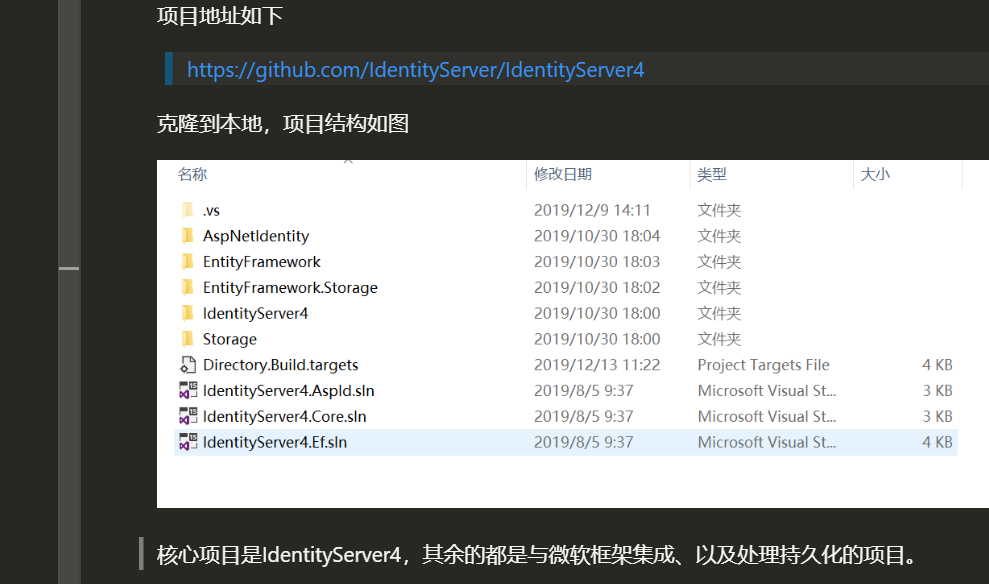 项目地址如下
https://github.com/IdentityServer/IdentityServer4
克隆到本地，项目结构如图
名称 修改日期 类型 大小
.vs 2019/12/9 14:11 文件夹
AspNetIdentity 2019/10/30 18:04 文件夹
EntityFramework 2019/10/30 18:03 文件夹
EntityFramework.Storage 2019/10/30 18:02 文件夹
IdentityServer4 2019/10/30 18:00 文件夹
Storage 2019/10/30 18:00 文件夹
Directory.Build.targets 2019/12/13 11:22 Project Targets File 4 KB
IdentityServer4.AspId.sln 2019/8/5 9:37 Microsoft Visual St... 3 KB
IdentityServer4.Core.sln 2019/8/5 9:37 Microsoft Visual St... 3 KB
IdentityServer4.Ef.sln 2019/8/5 9:37 Microsoft Visual St... 4 KB
核心项目是IdentityServer4，其余的都是与微软框架集成、以及处理持久化的项目。